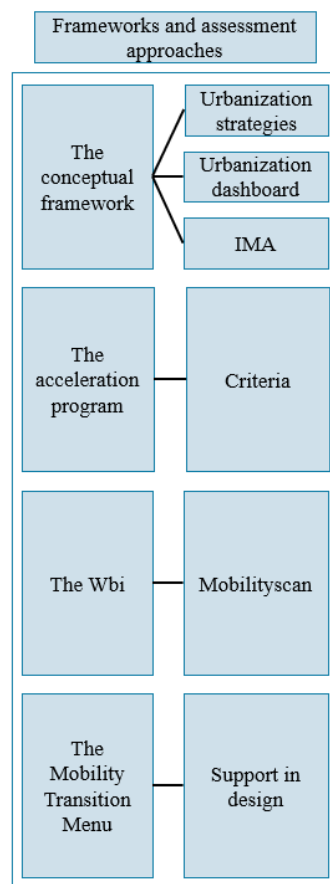 Frameworks and assessment
approaches
The
conceptual
framework
Urbanization
strategies
Urbanization
dashboard
IMA
The
acceleration
program
Criteria
The Wbi
Mobilityscan
The
Mobility
Transition
Menu
Support in
design